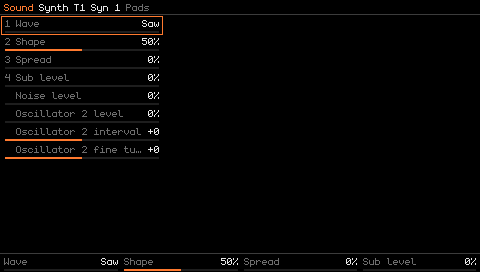 Sound Synth T1 Syn 1 Pads
1 Wave Saw
2 Shape 50%
3 Spread 0%
4 Sub level 0%
Noise level 0%
Oscillator 2 level 0%
Oscillator 2 interval +0
Oscillator 2 fine tu… +0
Wave Saw Shape 50% Spread 0% Sub level 0%